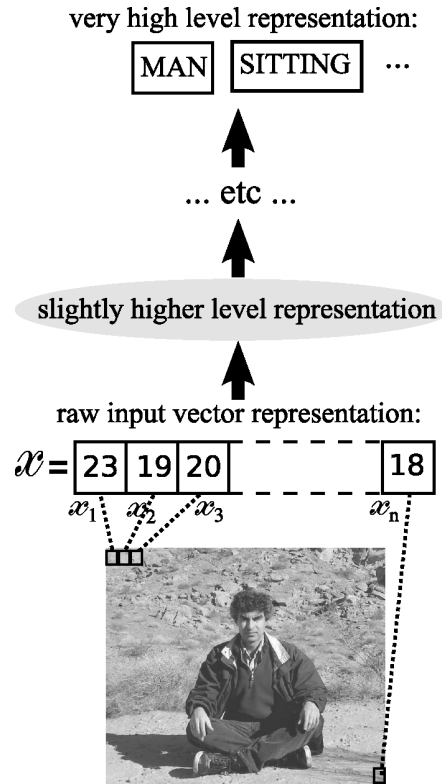 very high level representation:
MAN SITTING ...
... etc ...
slightly higher level representation
raw input vector representation:
x = 23 19 20 18
x1 x2 x3 xn